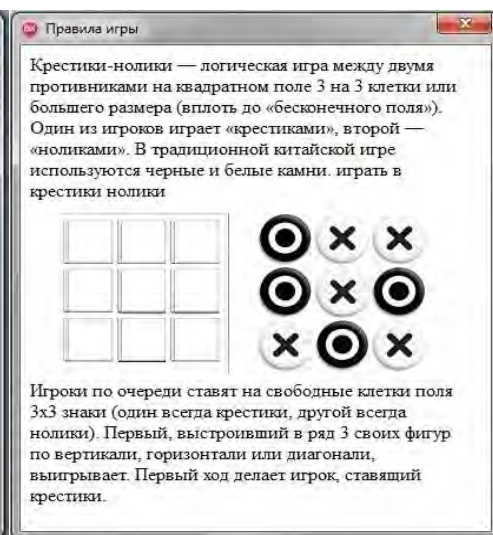 Правила игры
Крестики-нолики — логическая игра между двумя
противниками на квадратном поле 3 на 3 клетки или
большего размера (вплоть до «бесконечного поля»).
Один из игроков играет «крестиками», второй —
«ноликами». В традиционной китайской игре
используются черные и белые камни. играть в
крестики нолики
Игроки по очереди ставят на свободные клетки поля
3х3 знаки (один всегда крестики, другой всегда
нолики). Первый, выстроивший в ряд 3 своих фигур
по вертикали, горизонтали или диагонали,
выигрывает. Первый ход делает игрок, ставящий
крестики.